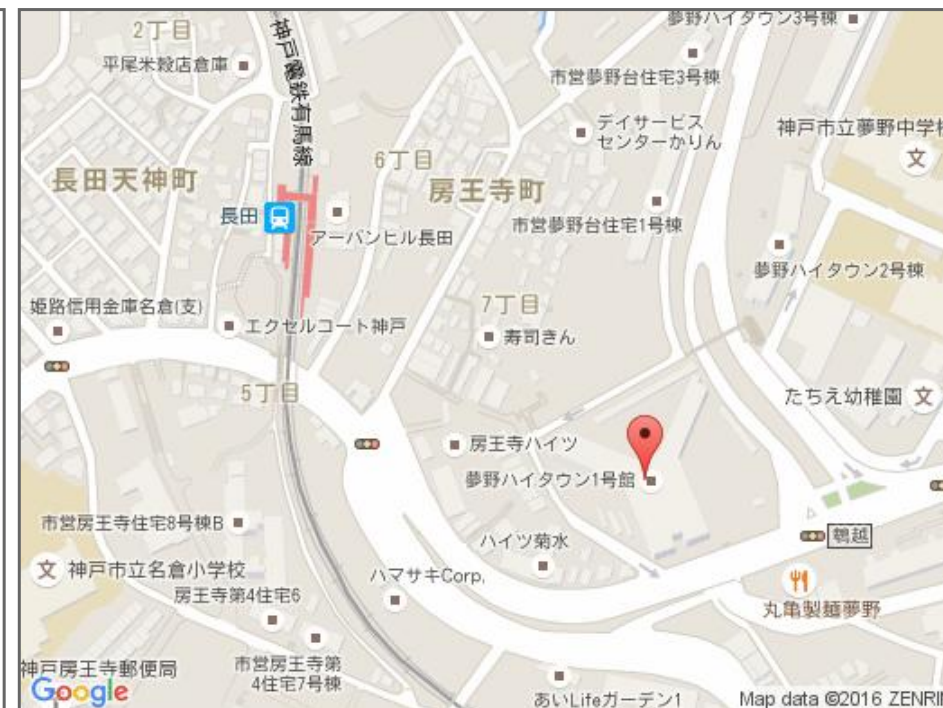 夢野ハイタウン3号棟
2丁目
平尾米穀店倉庫
神戸電鉄有馬線
市営夢野台住宅3号棟
デイサービス
センターかりん
神戸市立夢野中学校
6丁目
長田天神町
房王寺町
長田
アーバンヒル長田
市営夢野台住宅1号棟
夢野ハイタウン2号棟
姫路信用金庫名倉(支)
エクセルコート神戸
7丁目
寿司きん
5丁目
たちえ幼稚園
文
房王寺ハイツ
夢野ハイタウン1号館
市営房王寺住宅8号棟B
ハイツ菊水
鵯越
文
神戸市立名倉小学校
ハマサキCorp.
房王寺第4住宅6
丸亀製麺夢野
神戸房王寺郵便局
市営房王寺第
4住宅7号棟
Google
あいLifeガーデン1
Map data ©2016 ZENRIN
文